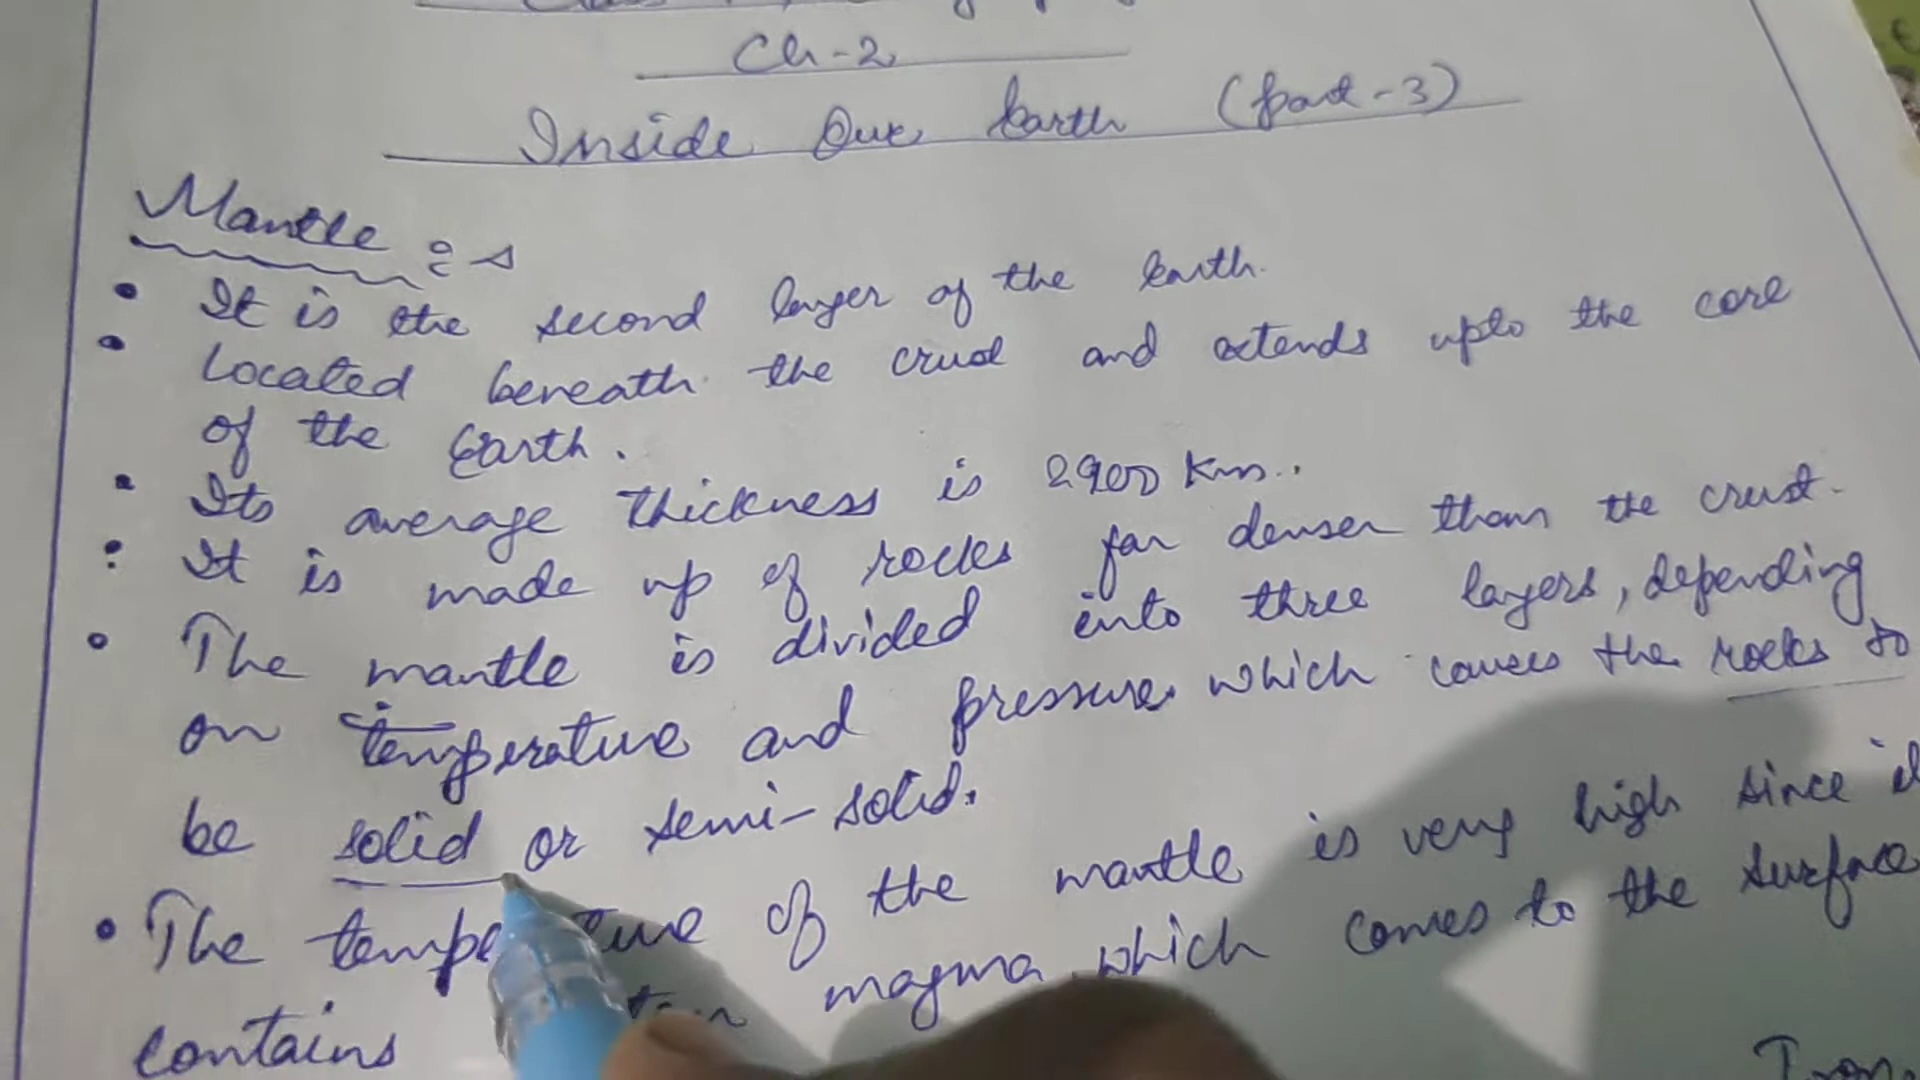 Ch-2
Inside Our Earth (part-3)
Mantle :-
• It is the second layer of the Earth.
• Located beneath the crust and extends upto the core
of the Earth.
• Its average thickness is 2900 Km.
• It is made up of rocks far denser than the crust.
• The mantle is divided into three layers, depending
on temperature and pressure which causes the rocks to
be solid or semi-solid.
• The of the mantle is very high since it
contains magma which comes to the surface